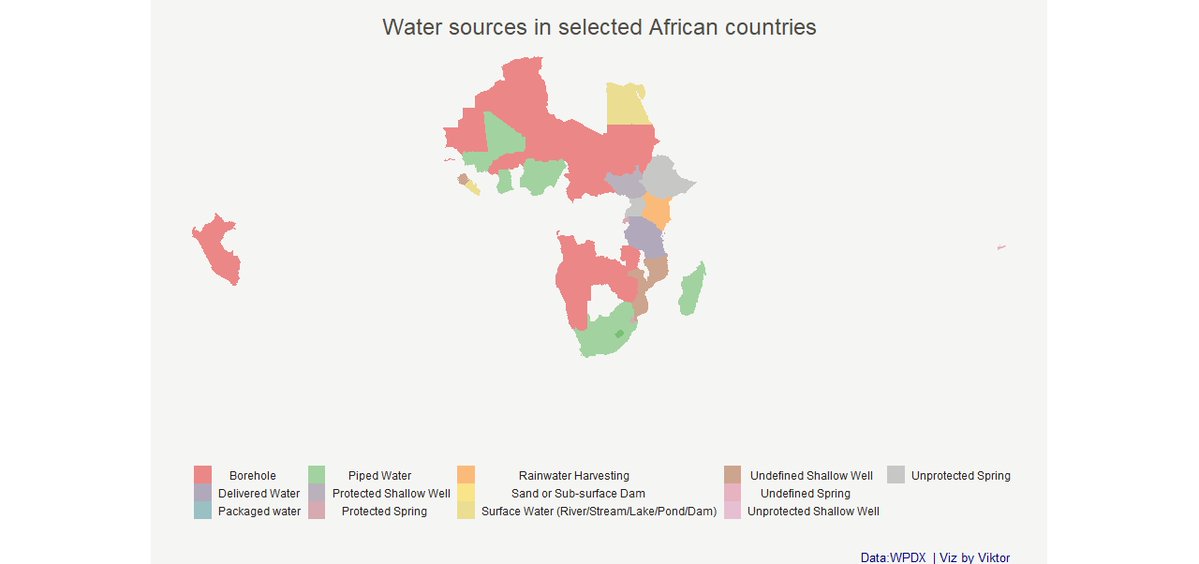 Water sources in selected African countries
Borehole
Piped Water
Rainwater Harvesting
Undefined Shallow Well
Unprotected Spring
Delivered Water
Protected Shallow Well
Sand or Sub-surface Dam
Undefined Spring
Packaged water
Protected Spring
Surface Water (River/Stream/Lake/Pond/Dam)
Unprotected Shallow Well
Data:WPDX | Viz by Viktor